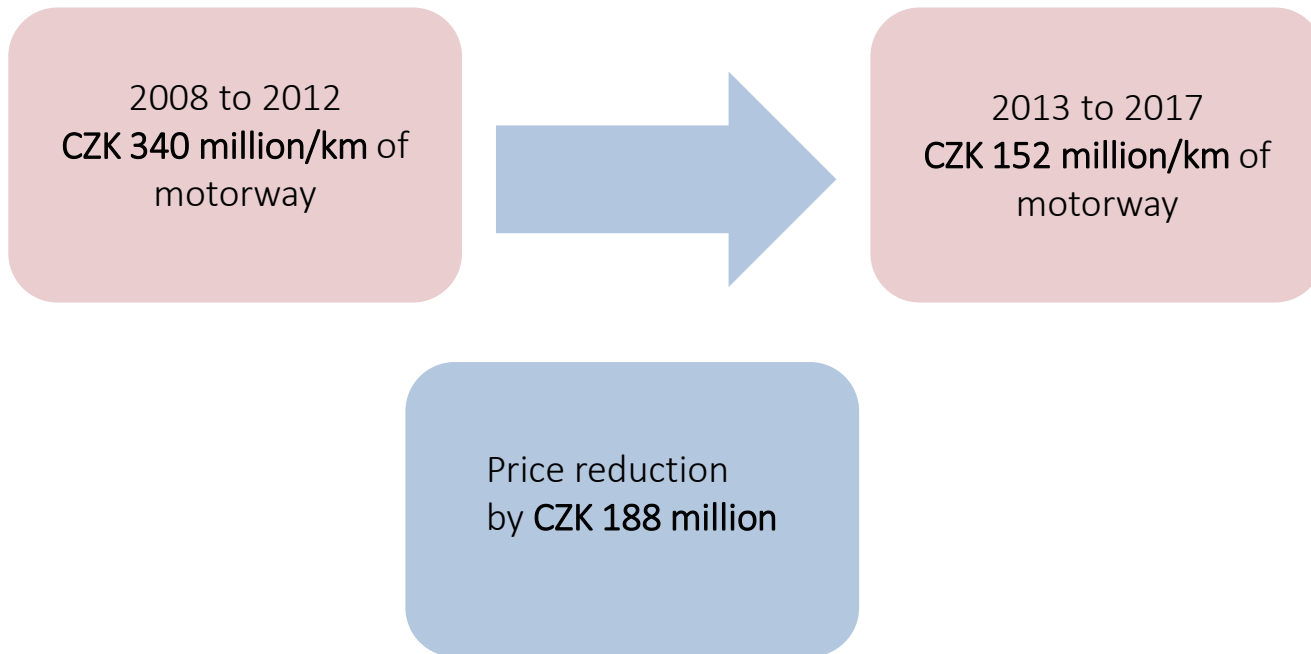 2008 to 2012
CZK 340 million/km of
motorway
2013 to 2017
CZK 152 million/km of
motorway
Price reduction
by CZK 188 million